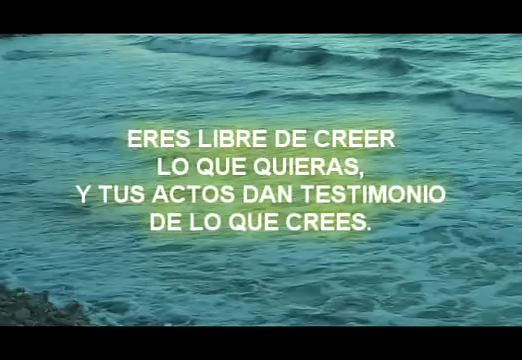 ERES LIBRE DE CREER
LO QUE QUIERAS,
Y TUS ACTOS DAN TESTIMONIO
DE LO QUE CREES.